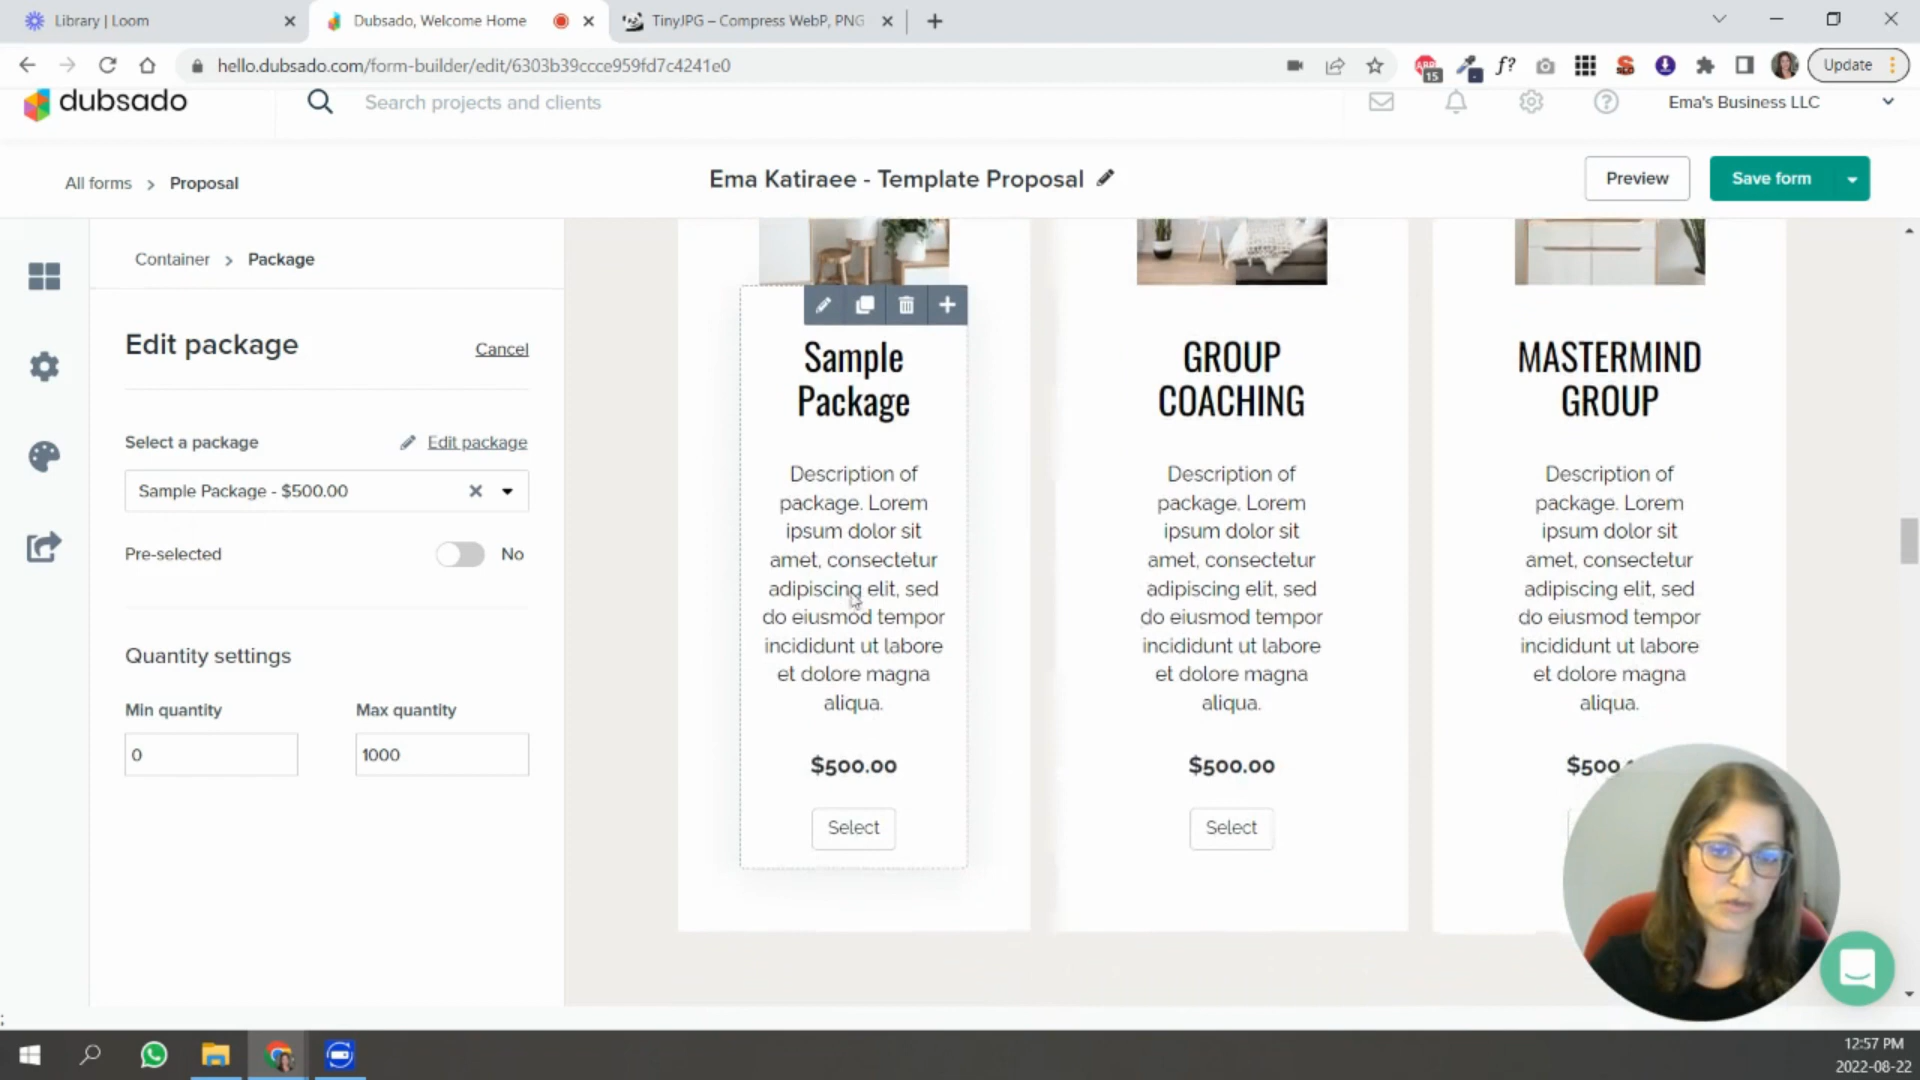 Library | Loom
Dubsado, Welcome Home
TinyJPG – Compress WebP, PNG
hello.dubsado.com/form-builder/edit/6303b39ccce959fd7c4241e0
15
f?
Update
dubsado
Search projects and clients
Ema's Business LLC
All forms > Proposal
Ema Katiraee - Template Proposal
Preview
Save form
Container > Package
Edit package
Cancel
Select a package
Edit package
Sample Package - $500.00
Pre-selected
No
Quantity settings
Min quantity
Max quantity
0
1000
Sample
Package
Description of
package. Lorem
ipsum dolor sit
amet, consectetur
adipiscing elit, sed
do eiusmod tempor
incididunt ut labore
et dolore magna
aliqua.
$500.00
Select
GROUP
COACHING
Description of
package. Lorem
ipsum dolor sit
amet, consectetur
adipiscing elit, sed
do eiusmod tempor
incididunt ut labore
et dolore magna
aliqua.
$500.00
Select
MASTERMIND
GROUP
Description of
package. Lorem
ipsum dolor sit
amet, consectetur
adipiscing elit, sed
do eiusmod tempor
incididunt ut labore
et dolore magna
aliqua.
$500
;
12:57 PM
2022-08-22